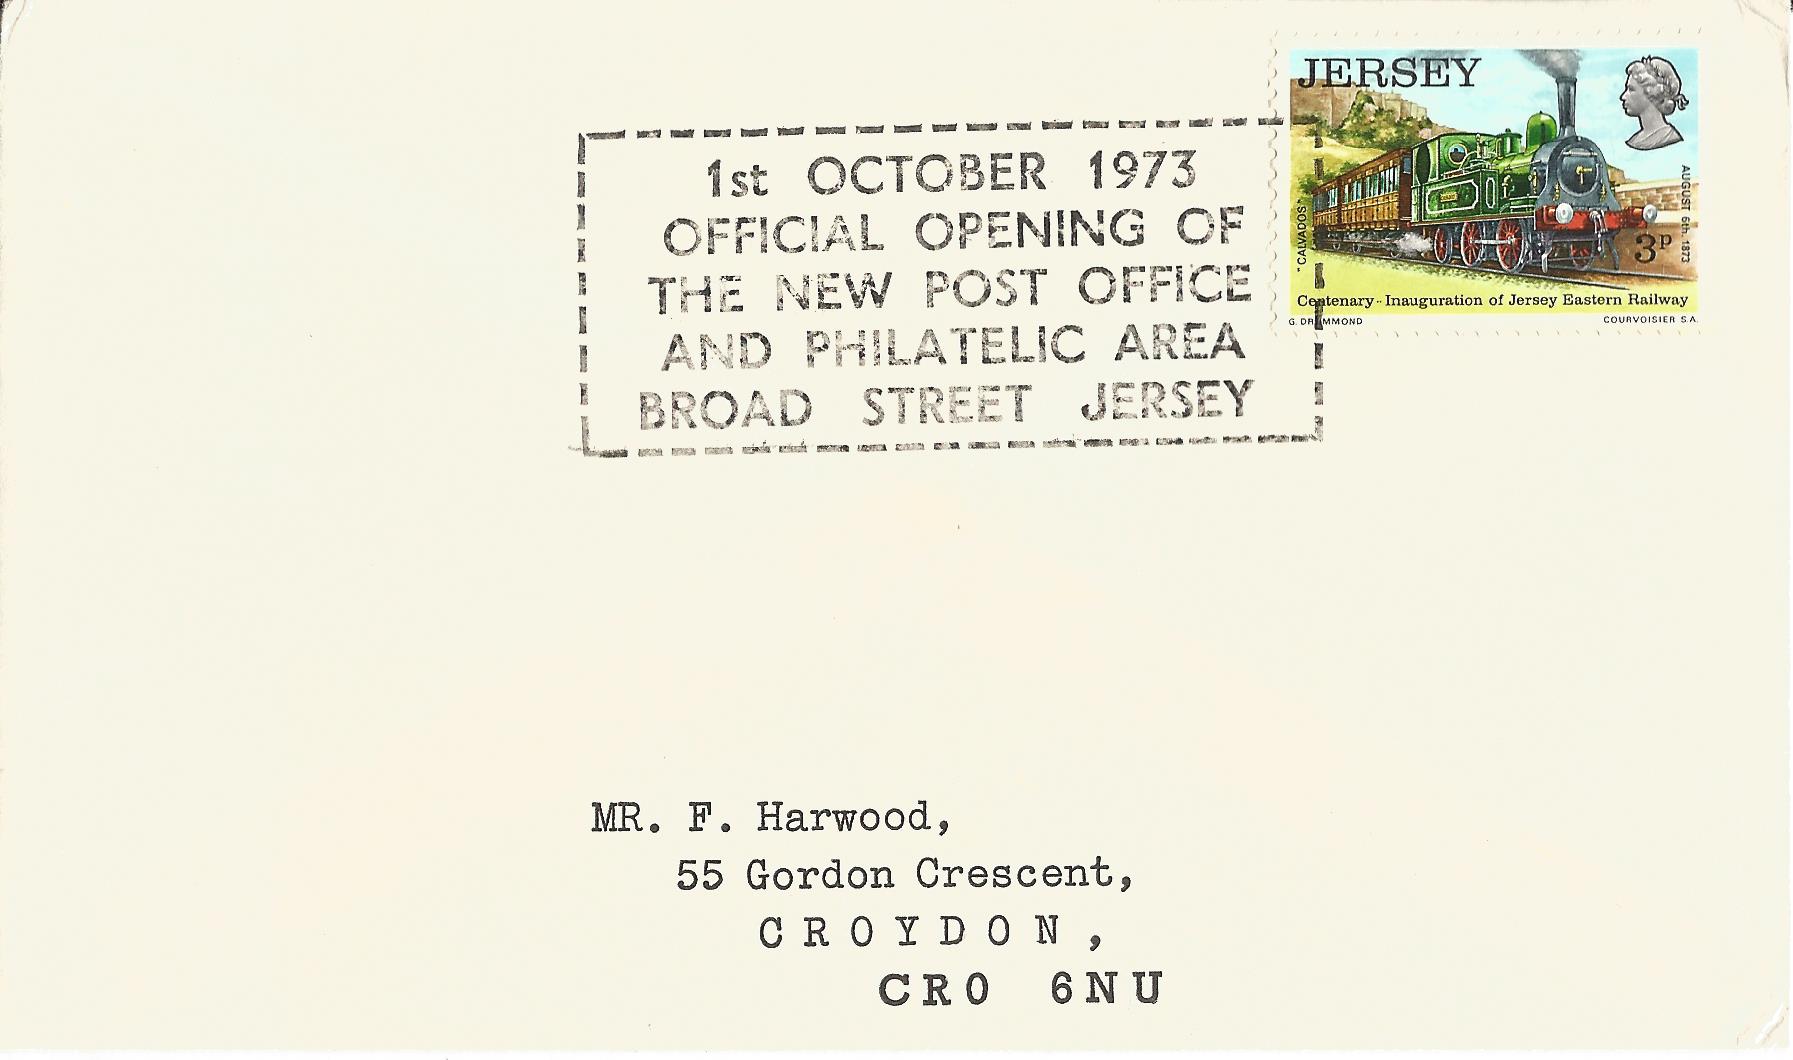 JERSEY
1st OCTOBER 1973
OFFICIAL OPENING OF
THE NEW POST OFFICE
AND PHILATELIC AREA
BROAD STREET JERSEY
"CALVADOS"
AUGUST 6th. 1873
3P
Centenary - Inauguration of Jersey Eastern Railway
G. DRUMMOND COURVOISIER S.A.
MR. F. Harwood,
55 Gordon Crescent,
CROYDON,
CR0 6NU